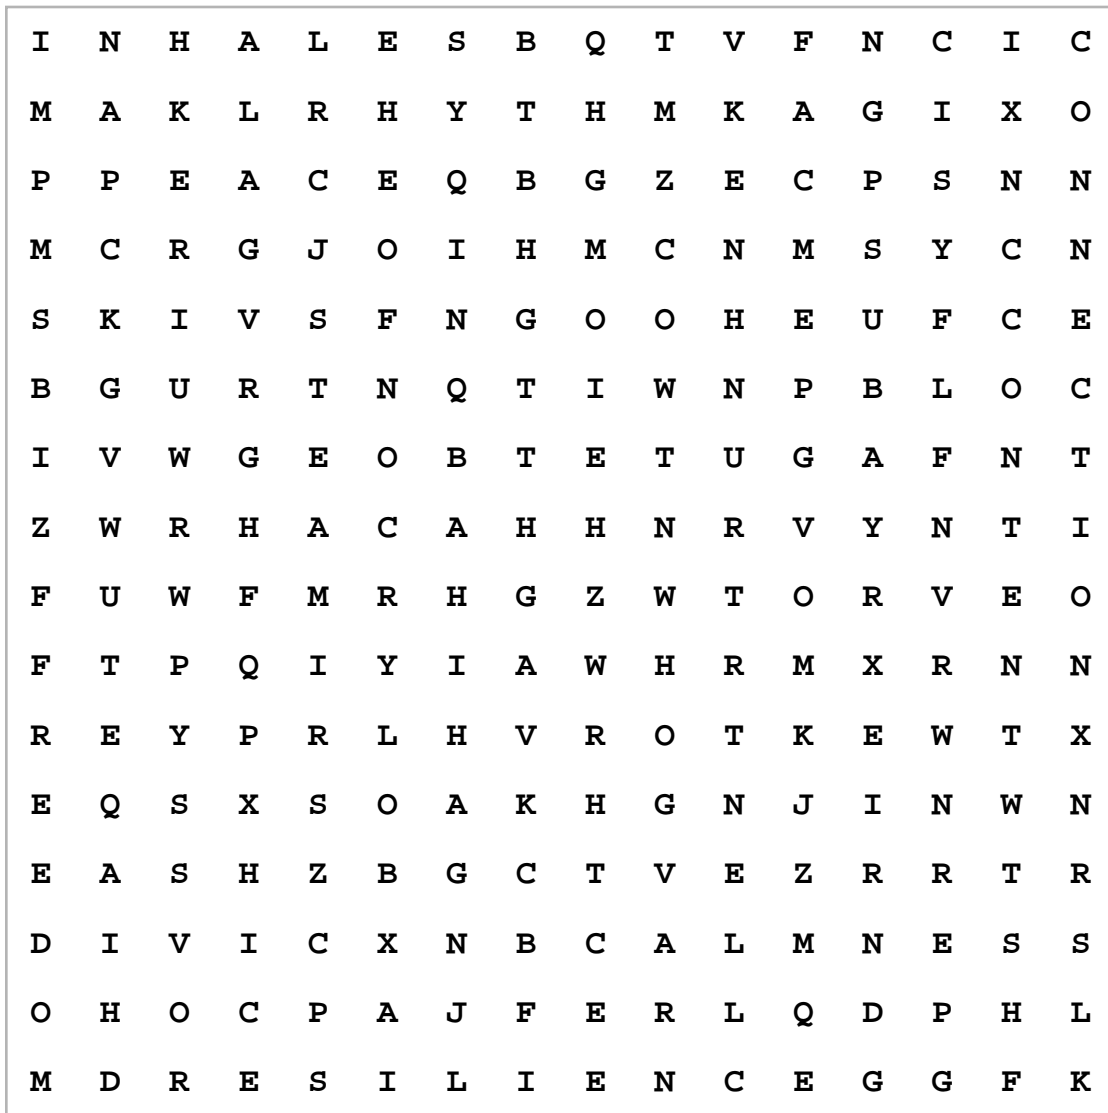 I N H A L E S B Q T V F N C I C
M A K L R H Y T H M K A G I X O
P P E A C E Q B G Z E C P S N N
M C R G J O I H M C N M S Y C N
S K I V S F N G O O H E U F C E
B G U R T N Q T I W N P B L O C
I V W G E O B T E T U G A F N T
Z W R H A C A H H N R V Y N T I
F U W F M R H G Z W T O R V E O
F T P Q I Y I A W H R M X R N N
R E Y P R L H V R O T K E W T X
E Q S X S O A K H G N J I N W N
E A S H Z B G C T V E Z R R T R
D I V I C X N B C A L M N E S S
O H O C P A J F E R L Q D P H L
M D R E S I L I E N C E G G F K